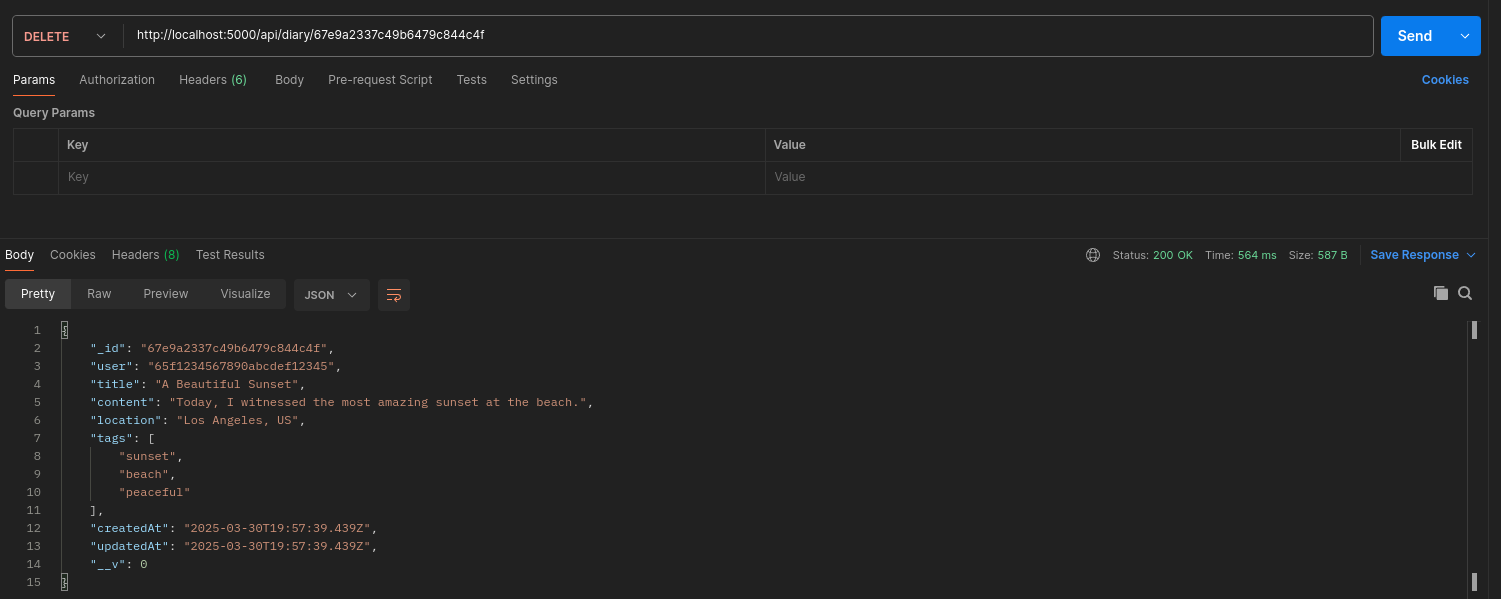 DELETE http://localhost:5000/api/diary/67e9a2337c49b6479c844c4f Send
Params Authorization Headers (6) Body Pre-request Script Tests Settings Cookies
Query Params
Key Value Bulk Edit
Key Value
Body Cookies Headers (8) Test Results Status: 200 OK Time: 564 ms Size: 587 B Save Response
Pretty Raw Preview Visualize JSON
1 {
2 "_id": "67e9a2337c49b6479c844c4f",
3 "user": "65f1234567890abcdef12345",
4 "title": "A Beautiful Sunset",
5 "content": "Today, I witnessed the most amazing sunset at the beach.",
6 "location": "Los Angeles, US",
7 "tags": [
8 "sunset",
9 "beach",
10 "peaceful"
11 ],
12 "createdAt": "2025-03-30T19:57:39.439Z",
13 "updatedAt": "2025-03-30T19:57:39.439Z",
14 "__v": 0
15 }